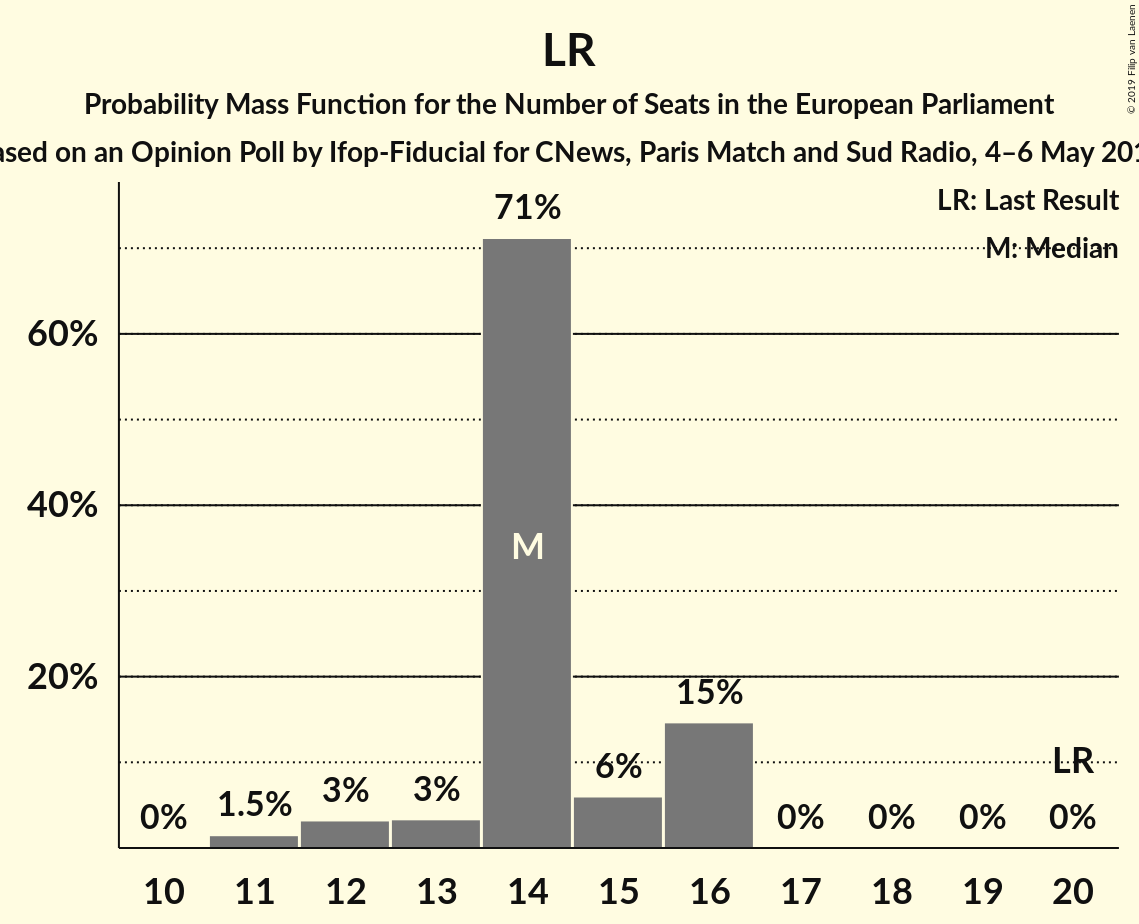 LR
Probability Mass Function for the Number of Seats in the European Parliament
ased on an Opinion Poll by Ifop-Fiducial for CNews, Paris Match and Sud Radio, 4–6 May 201
© 2019 Filip van Laenen
LR: Last Result
M: Median
71%
60%
40%
M
20%
15%
6%
LR
3%
3%
1.5%
0%
0%
0%
0%
0%
10 11 12 13 14 15 16 17 18 19 20